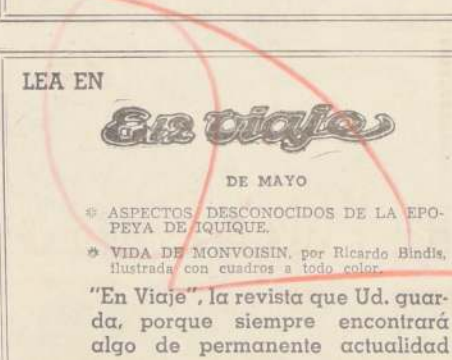 LEA EN
En Viaje
DE MAYO
ASPECTOS DESCONOCIDOS DE LA EPO-
PEYA DE IQUIQUE.
VIDA DE MONVOISIN, por Ricardo Bindis,
ilustrada con cuadros a todo color.
"En Viaje", la revista que Ud. guar-
da, porque siempre encontrará
algo de permanente actualidad